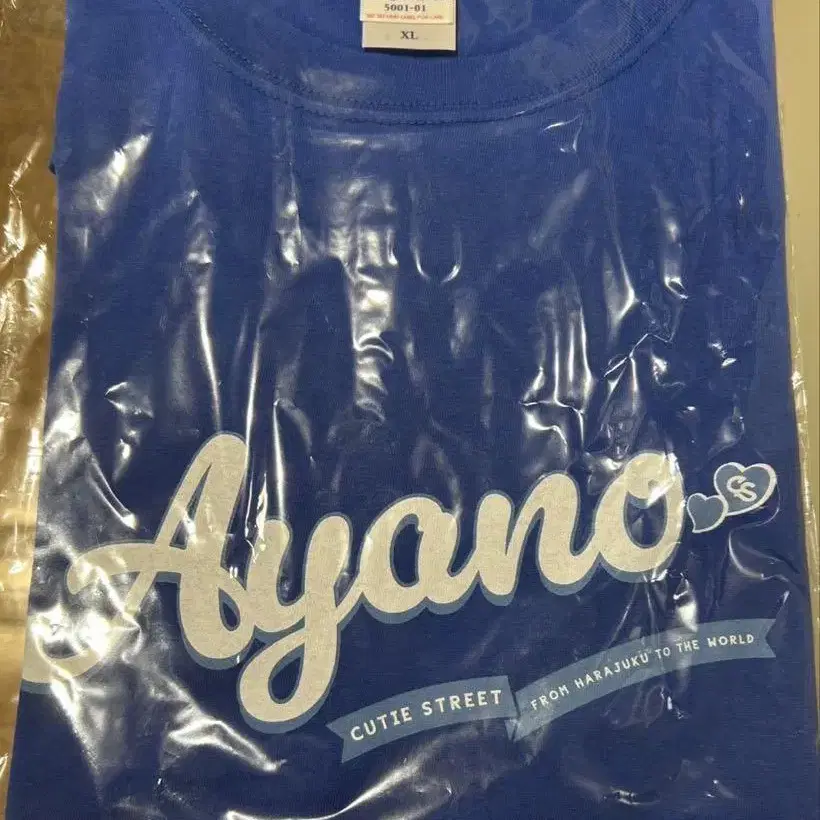 5001-01
XL
Ayano
CS
CUTIE STREET
FROM HARAJUKU TO THE WORLD